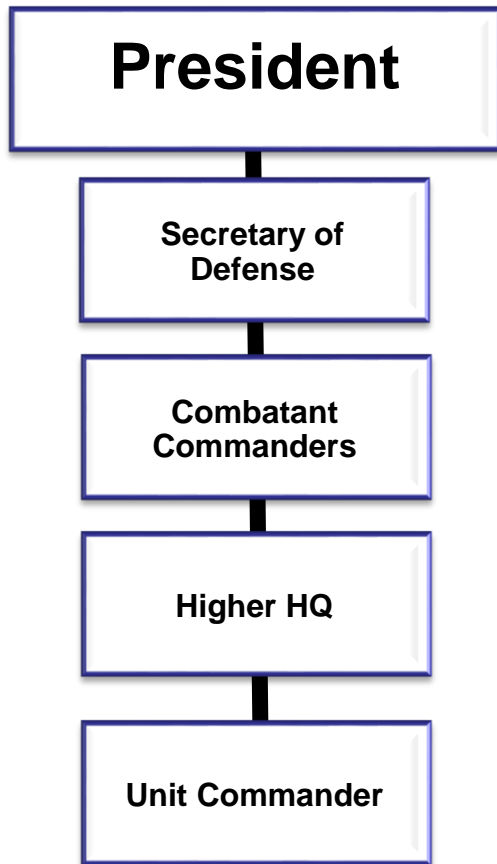 President
Secretary of
Defense
Combatant
Commanders
Higher HQ
Unit Commander